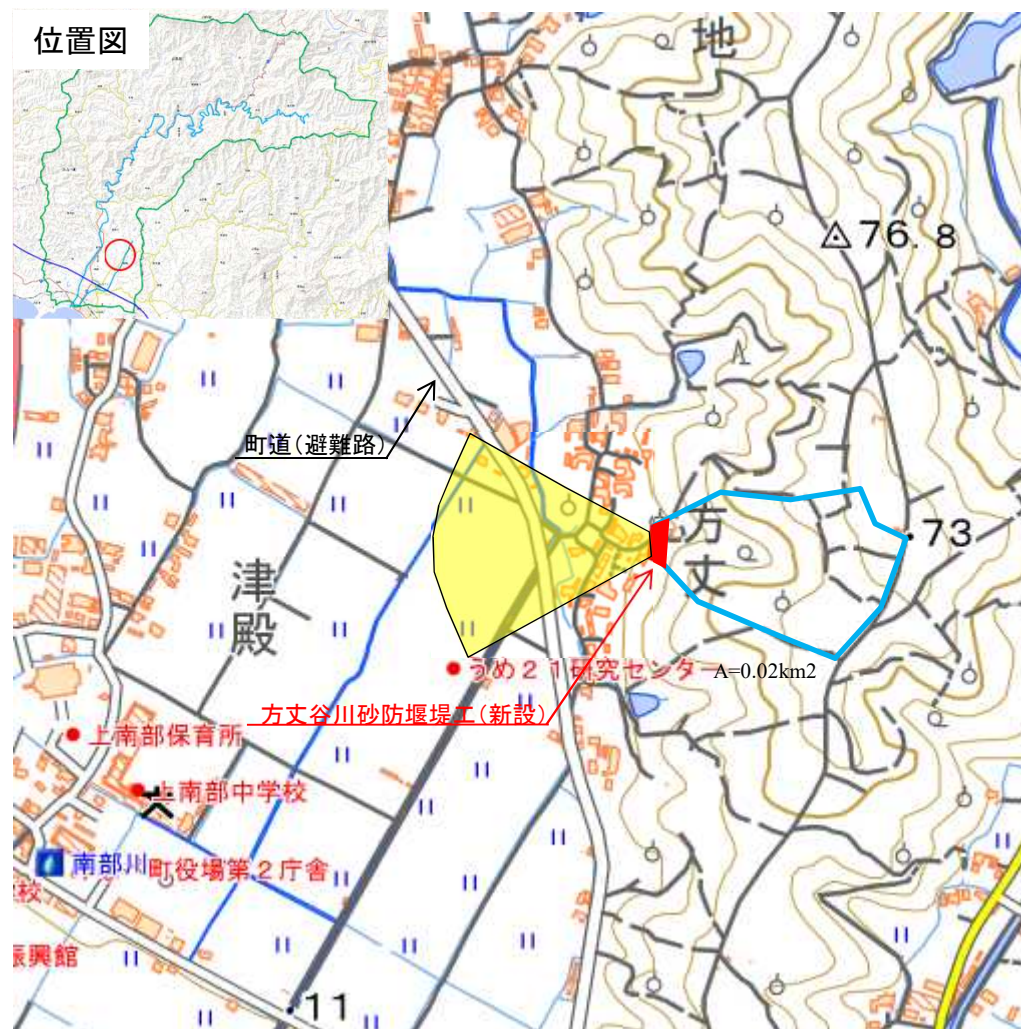 位置図
地
76.8
町道(避難路)
方丈
73
津殿
うめ21研究センター
A=0.02km2
方丈谷川砂防堰堤工(新設)
上南部保育所
上南部中学校
南部川
町役場第2庁舎
校
振興館
11